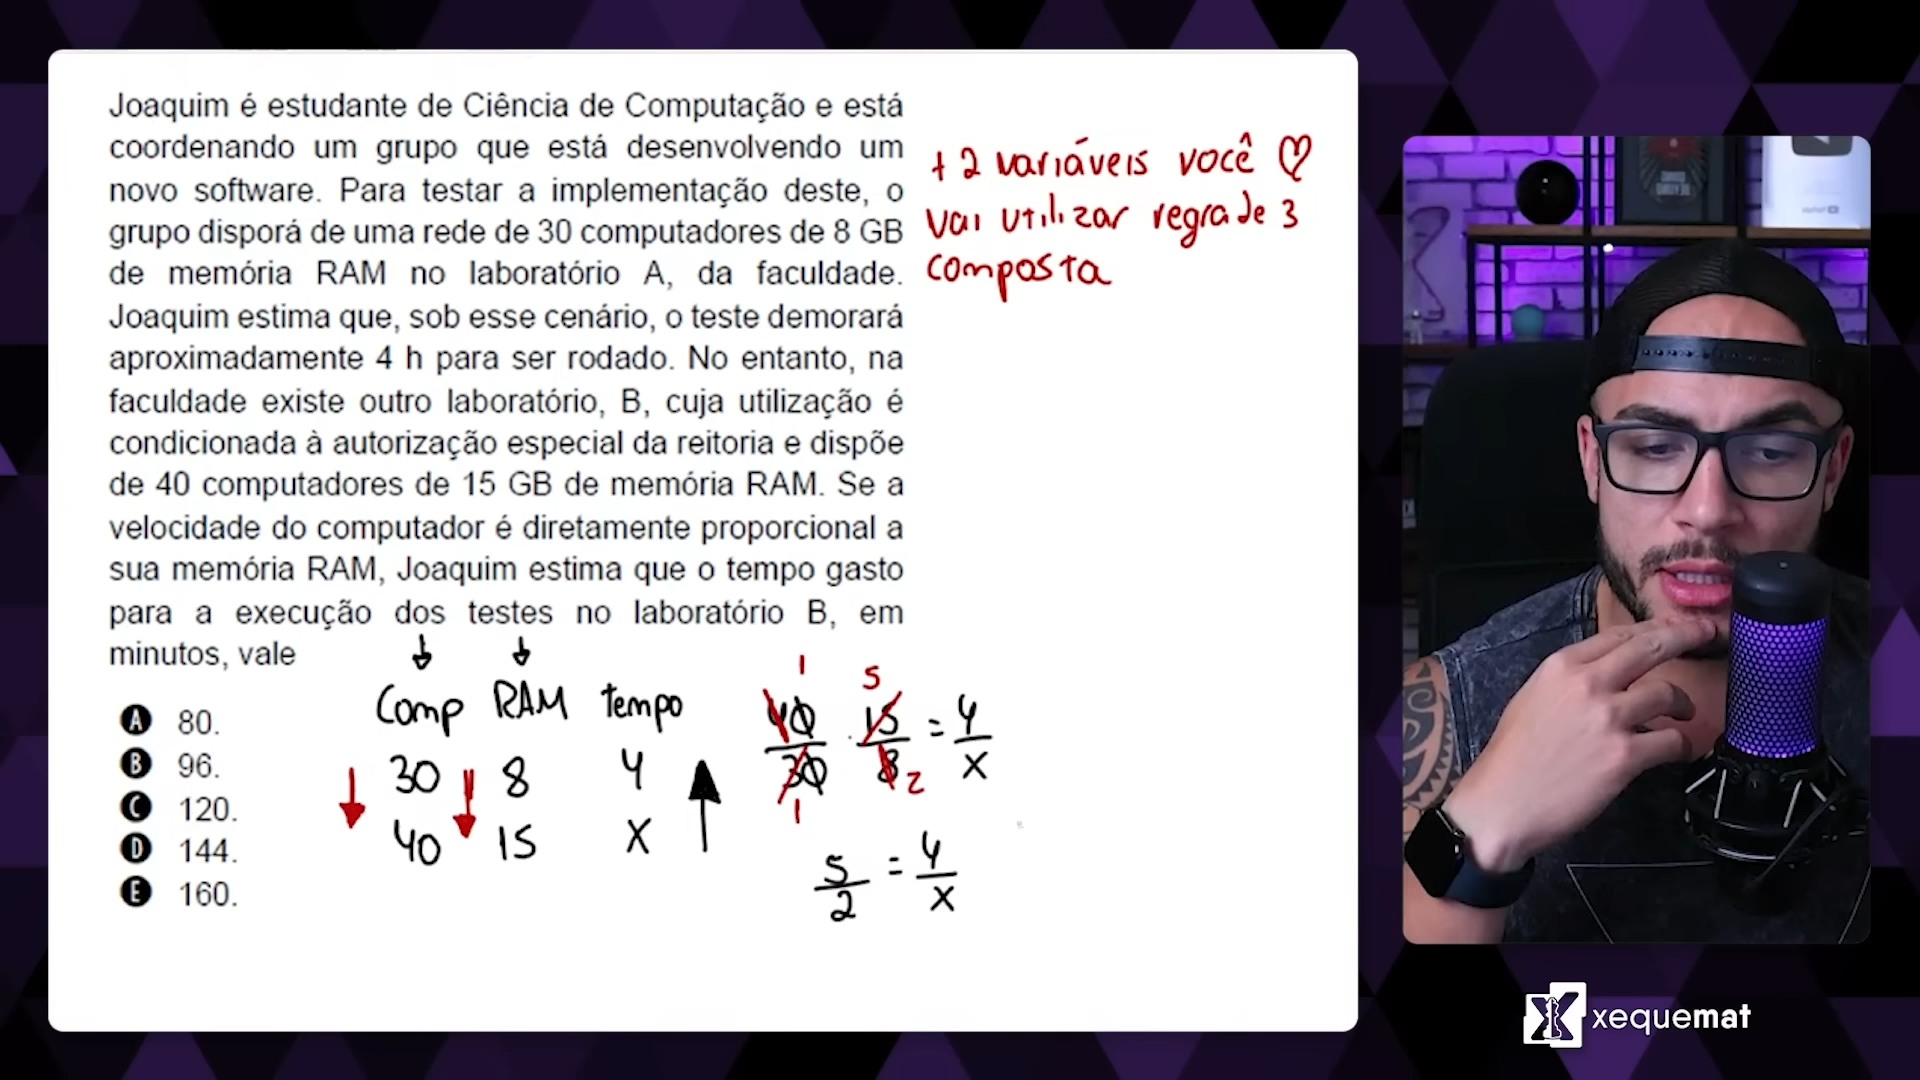 Joaquim é estudante de Ciência de Computação e está
coordenando um grupo que está desenvolvendo um
novo software. Para testar a implementação deste, o
grupo disporá de uma rede de 30 computadores de 8 GB
de memória RAM no laboratório A, da faculdade.
Joaquim estima que, sob esse cenário, o teste demorará
aproximadamente 4 h para ser rodado. No entanto, na
faculdade existe outro laboratório, B, cuja utilização é
condicionada à autorização especial da reitoria e dispõe
de 40 computadores de 15 GB de memória RAM. Se a
velocidade do computador é diretamente proporcional a
sua memória RAM, Joaquim estima que o tempo gasto
para a execução dos testes no laboratório B, em
minutos, vale
A 80.
B 96.
C 120.
D 144.
E 160.
+ 2 variáveis você ♡
vai utilizar regra de 3
composta
Comp RAM tempo
30 8 4
40 15 X
1 5
40/30 · 15/8 = 4/x
1 2
5/2 = 4/x
xequemat